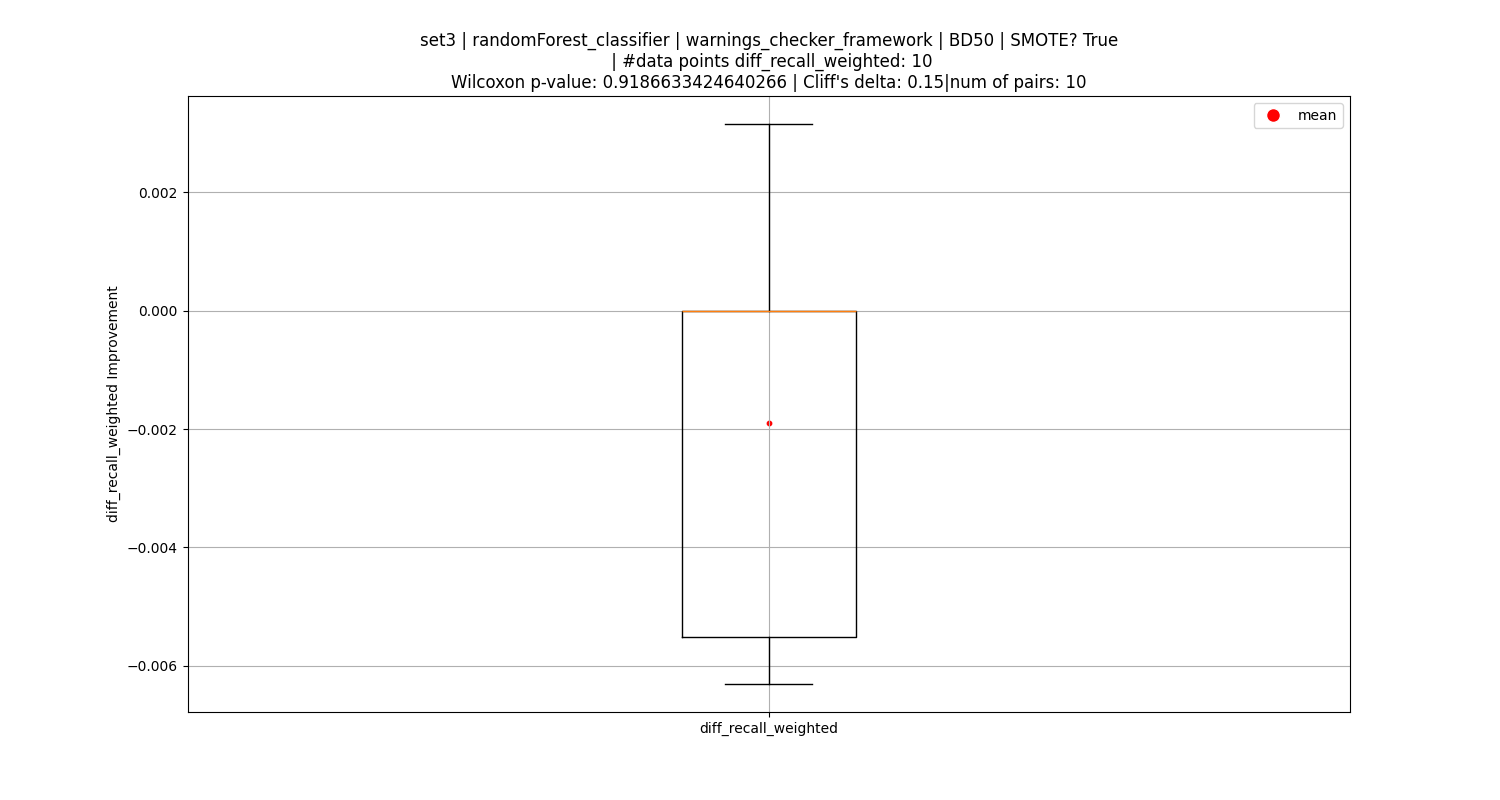 set3 | randomForest_classifier | warnings_checker_framework | BD50 | SMOTE? True
| #data points diff_recall_weighted: 10
Wilcoxon p-value: 0.9186633424640266 | Cliff's delta: 0.15|num of pairs: 10
mean
0.002
0.000
−0.002
−0.004
−0.006
diff_recall_weighted Improvement
diff_recall_weighted